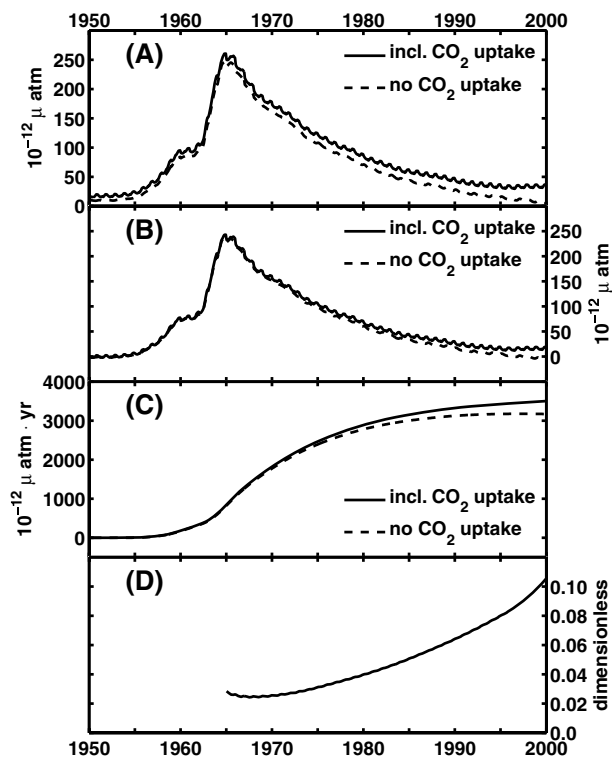 1950 1960 1970 1980 1990 2000
(A)
incl. CO2 uptake
no CO2 uptake
250
200
150
100
50
0
10−12 μ atm
(B)
incl. CO2 uptake
no CO2 uptake
250
200
150
100
50
0
10−12 μ atm
(C)
4000
3000
2000
1000
0
10−12 μ atm · yr
incl. CO2 uptake
no CO2 uptake
(D)
0.10
0.08
0.06
0.04
0.02
0.0
dimensionless
1950 1960 1970 1980 1990 2000